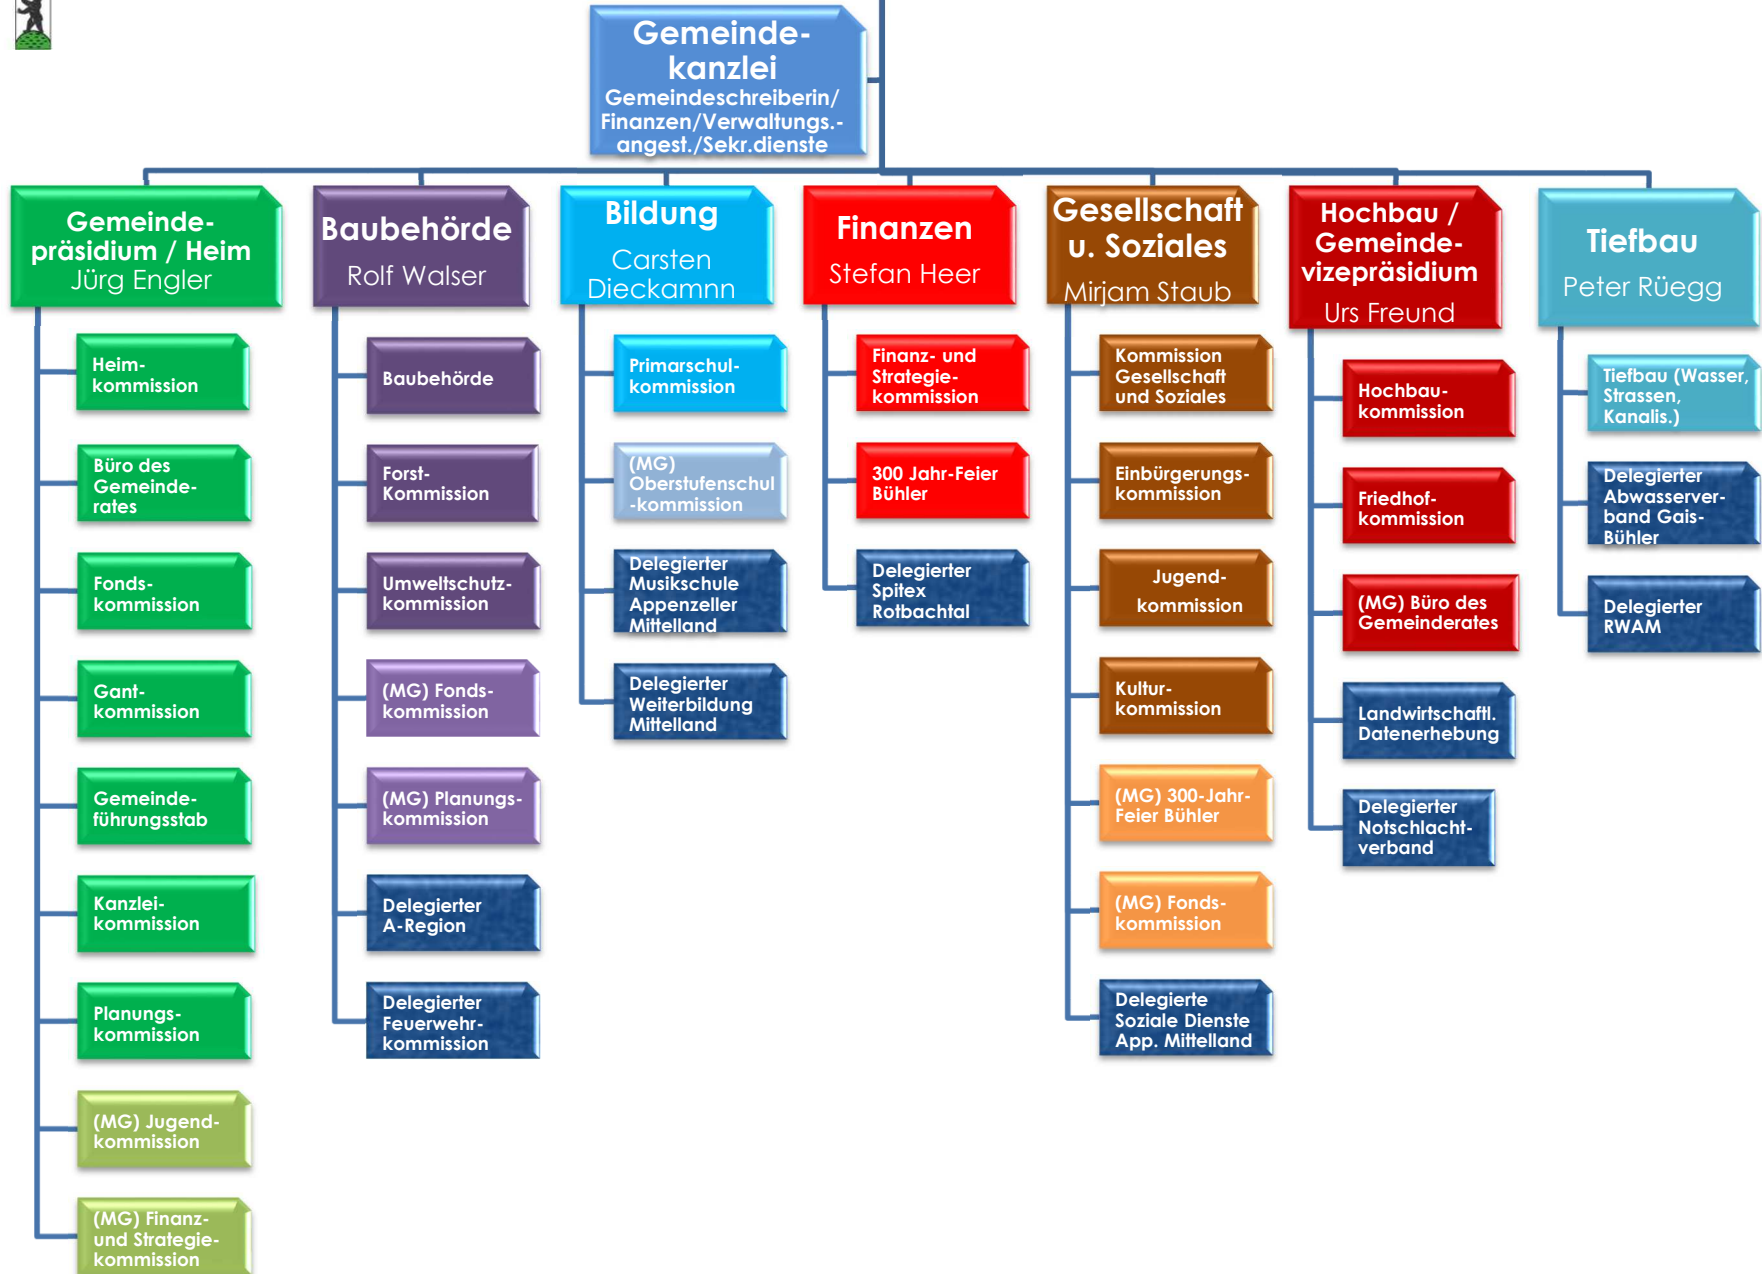 Gemeinde-
kanzlei
Gemeindeschreiberin/
Finanzen/Verwaltungs.-
angest./Sekr.dienste
Gemeinde-
präsidium / Heim
Jürg Engler
Heim-
kommission
Büro des
Gemeinde-
rates
Fonds-
kommission
Gant-
kommission
Gemeinde-
führungsstab
Kanzlei-
kommission
Planungs-
kommission
(MG) Jugend-
kommission
(MG) Finanz-
und Strategie-
kommission
Baubehörde
Rolf Walser
Baubehörde
Forst-
Kommission
Umweltschutz-
kommission
(MG) Fonds-
kommission
(MG) Planungs-
kommission
Delegierter
A-Region
Delegierter
Feuerwehr-
kommission
Bildung
Carsten
Dieckamnn
Primarschul-
kommission
(MG)
Oberstufenschul
-kommission
Delegierter
Musikschule
Appenzeller
Mittelland
Delegierter
Weiterbildung
Mittelland
Finanzen
Stefan Heer
Finanz- und
Strategie-
kommission
300 Jahr-Feier
Bühler
Delegierter
Spitex
Rotbachtal
Gesellschaft
u. Soziales
Mirjam Staub
Kommission
Gesellschaft
und Soziales
Einbürgerungs-
kommission
Jugend-
kommission
Kultur-
kommission
(MG) 300-Jahr-
Feier Bühler
(MG) Fonds-
kommission
Delegierte
Soziale Dienste
App. Mittelland
Hochbau /
Gemeinde-
vizepräsidium
Urs Freund
Hochbau-
kommission
Friedhof-
kommission
(MG) Büro des
Gemeinderates
Landwirtschaftl.
Datenerhebung
Delegierter
Notschlacht-
verband
Tiefbau
Peter Rüegg
Tiefbau (Wasser,
Strassen,
Kanalis.)
Delegierter
Abwasserver-
band Gais-
Bühler
Delegierter
RWAM